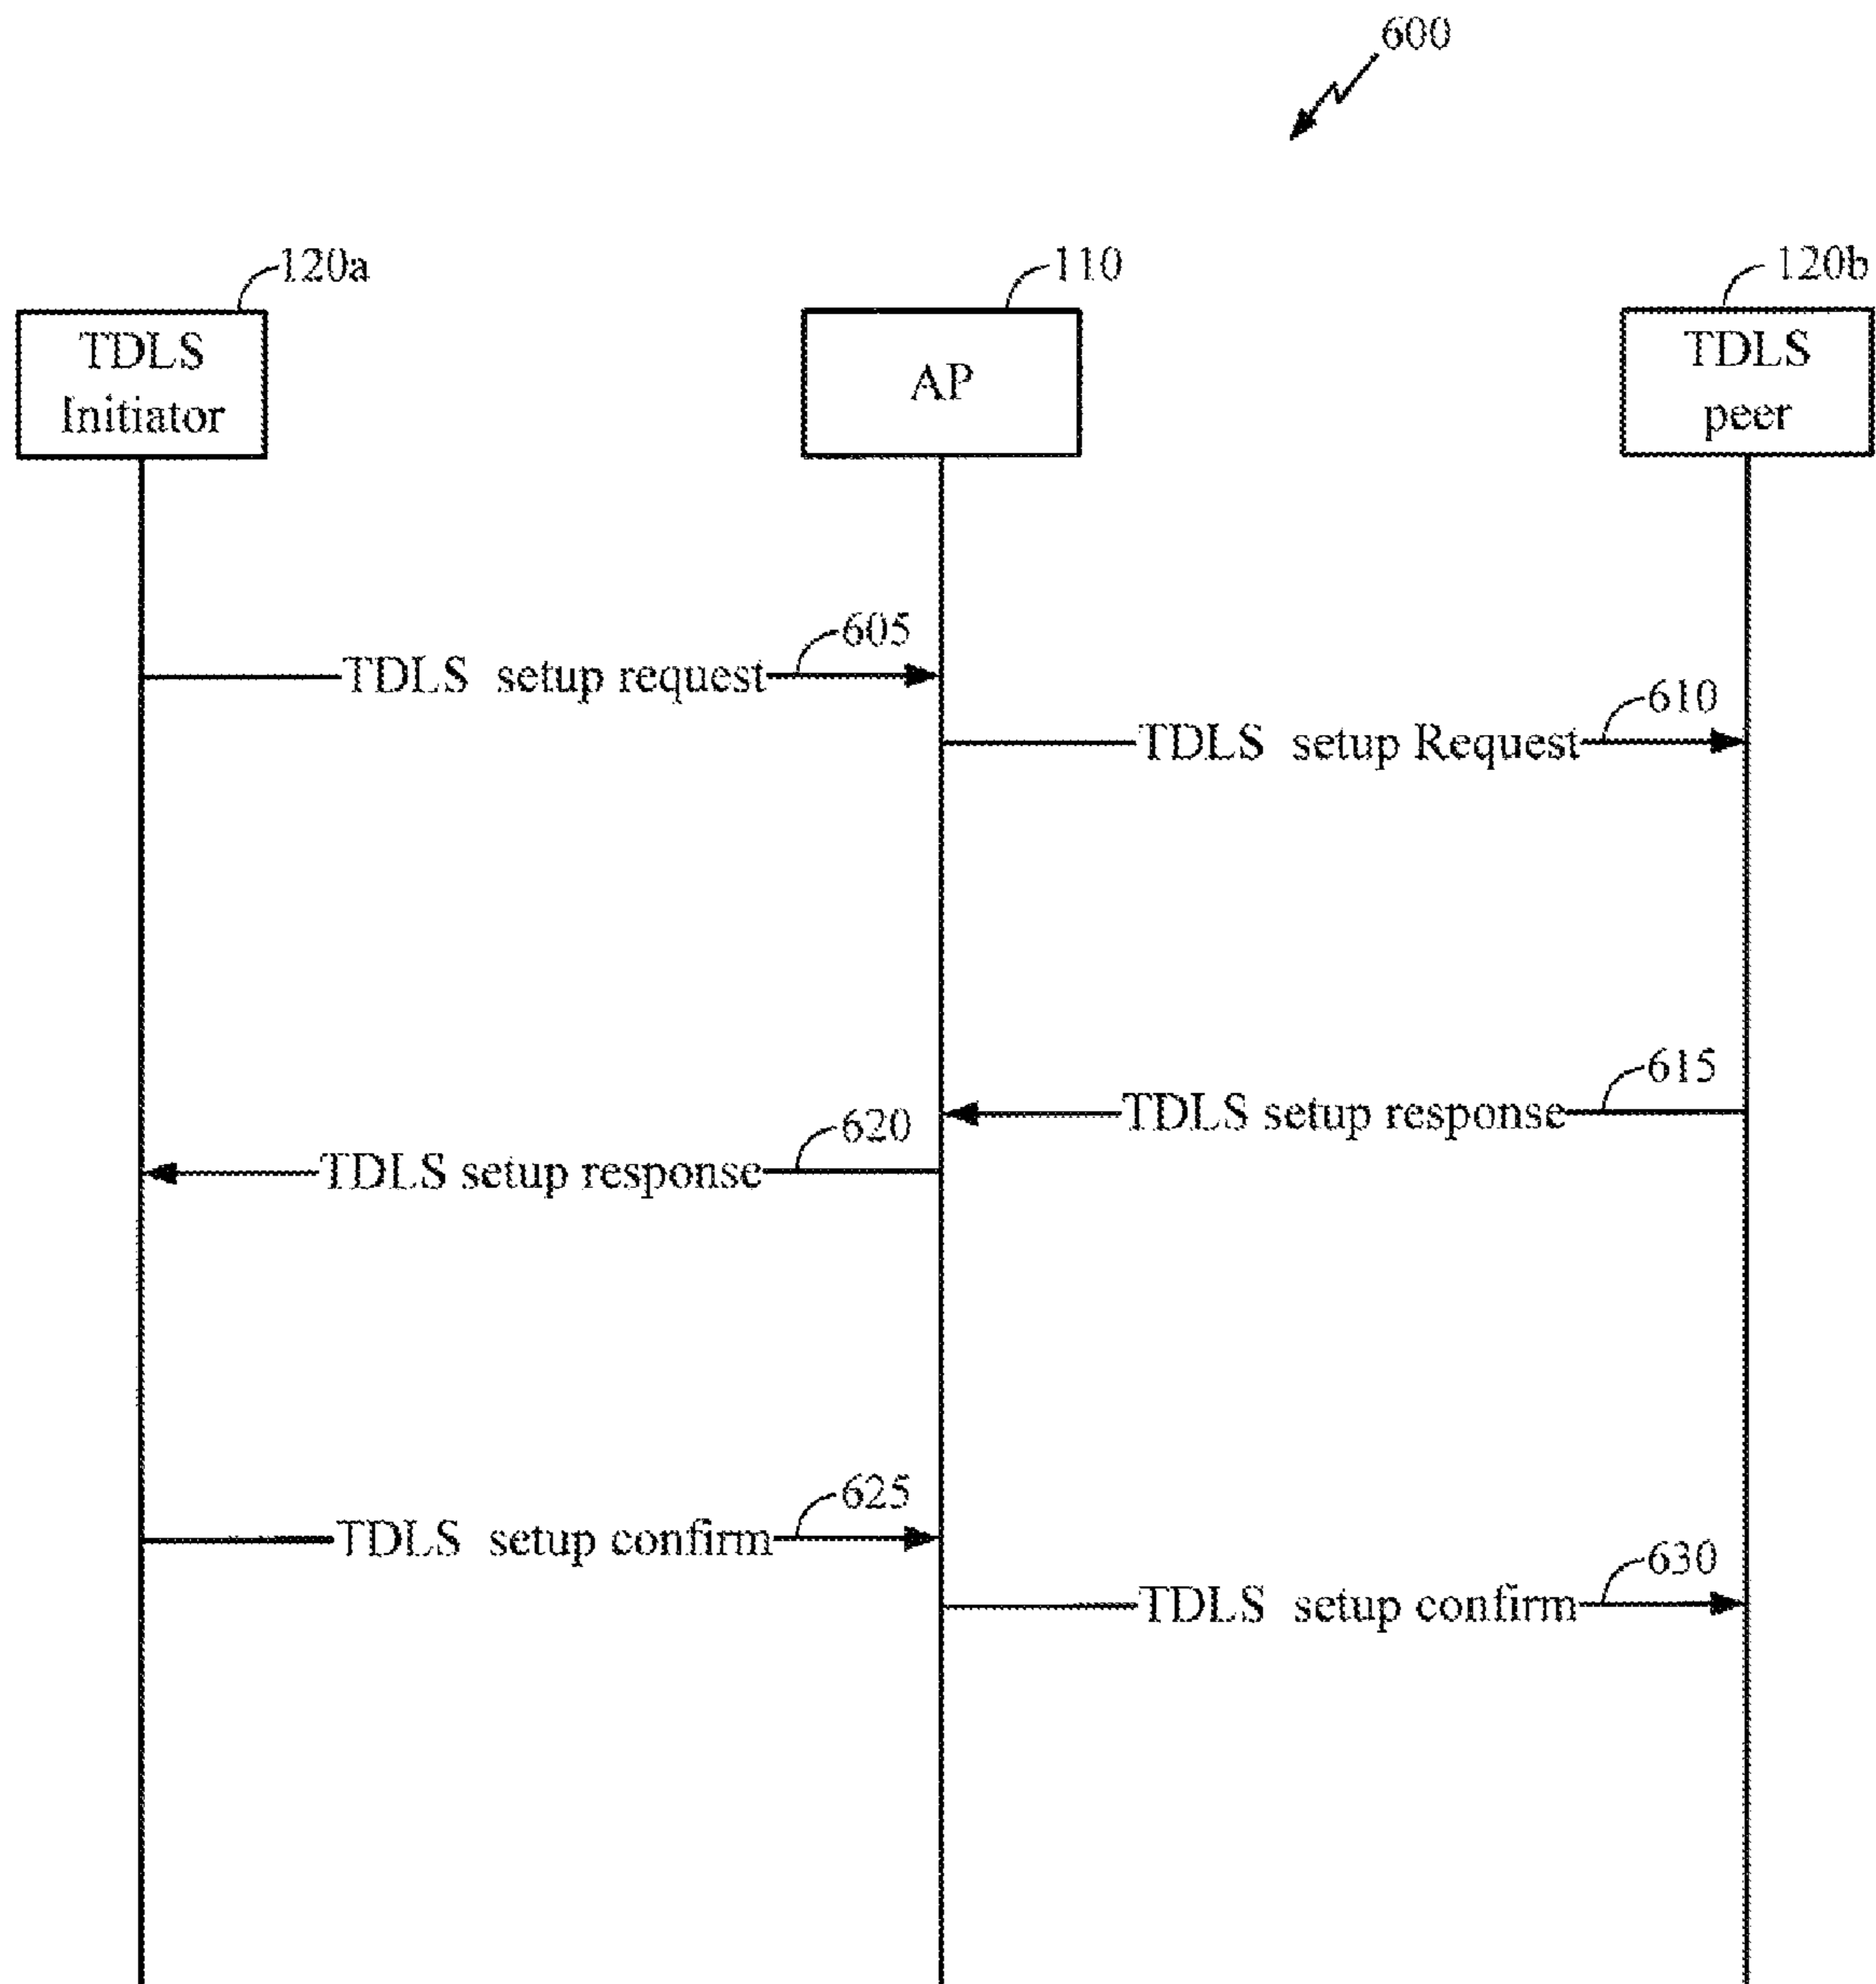 600
120a
110
120b
TDLS
Initiator
AP
TDLS
peer
605
TDLS setup request
610
TDLS setup Request
615
TDLS setup response
620
TDLS setup response
625
TDLS setup confirm
630
TDLS setup confirm